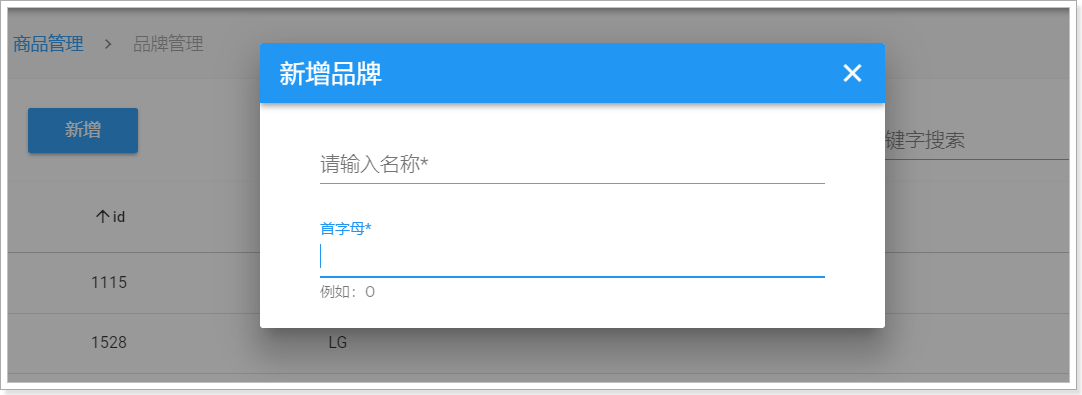 商品管理 > 品牌管理
新增品牌
新增
键字搜索
请输入名称*
id
首字母*
1115
例如：O
1528 LG